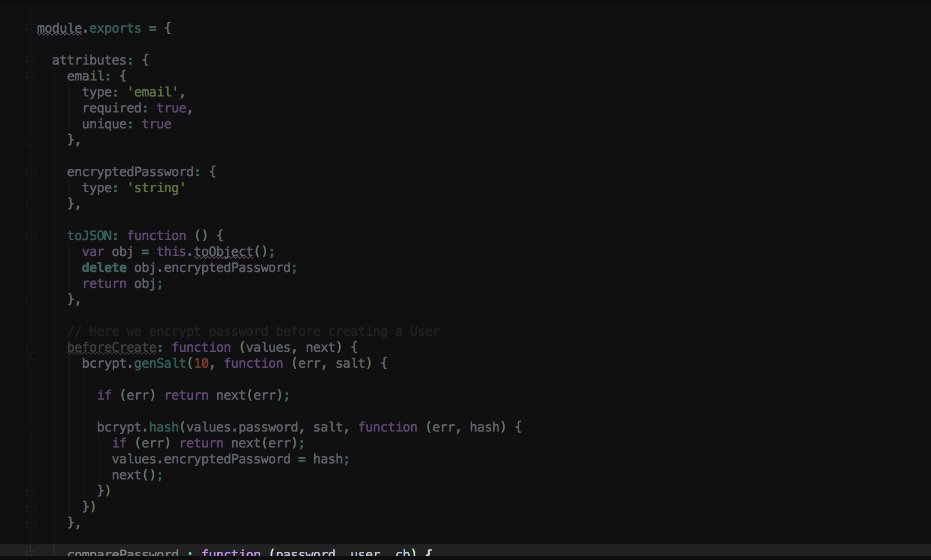 module.exports = {
attributes: {
email: {
type: 'email',
required: true,
unique: true
},
encryptedPassword: {
type: 'string'
},
toJSON: function () {
var obj = this.toObject();
delete obj.encryptedPassword;
return obj;
},
// Here we encrypt password before creating a User
beforeCreate: function (values, next) {
bcrypt.genSalt(10, function (err, salt) {
if (err) return next(err);
bcrypt.hash(values.password, salt, function (err, hash) {
if (err) return next(err);
values.encryptedPassword = hash;
next();
})
})
},
comparePassword : function (password, user, cb) {